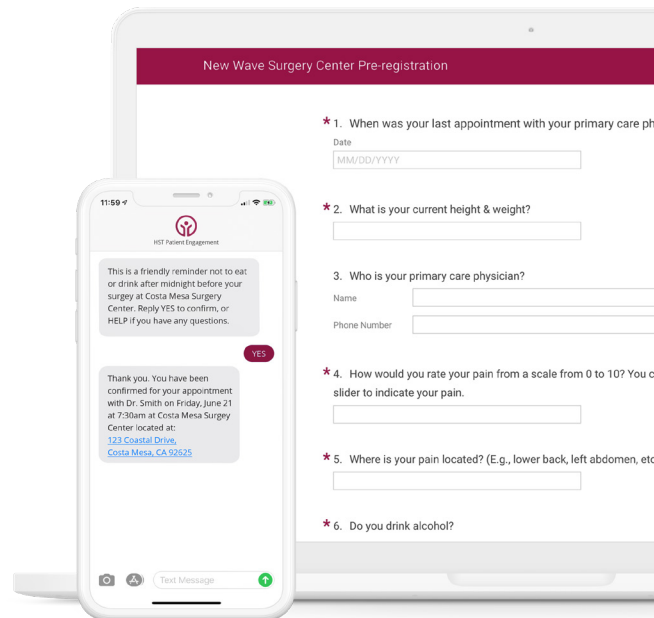 New Wave Surgery Center Pre-registration
* 1. When was your last appointment with your primary care ph
Date
MM/DD/YYYY
* 2. What is your current height & weight?
3. Who is your primary care physician?
Name
Phone Number
* 4. How would you rate your pain from a scale from 0 to 10? You c
slider to indicate your pain.
* 5. Where is your pain located? (E.g., lower back, left abdomen, etc
* 6. Do you drink alcohol?
11:59
HST Patient Engagement
This is a friendly reminder not to eat
or drink after midnight before your
surgey at Costa Mesa Surgery
Center. Reply YES to confirm, or
HELP if you have any questions.
YES
Thank you. You have been
confirmed for your appointment
with Dr. Smith on Friday, June 21
at 7:30am at Costa Mesa Surgey
Center located at:
123 Coastal Drive,
Costa Mesa, CA 92625
Text Message